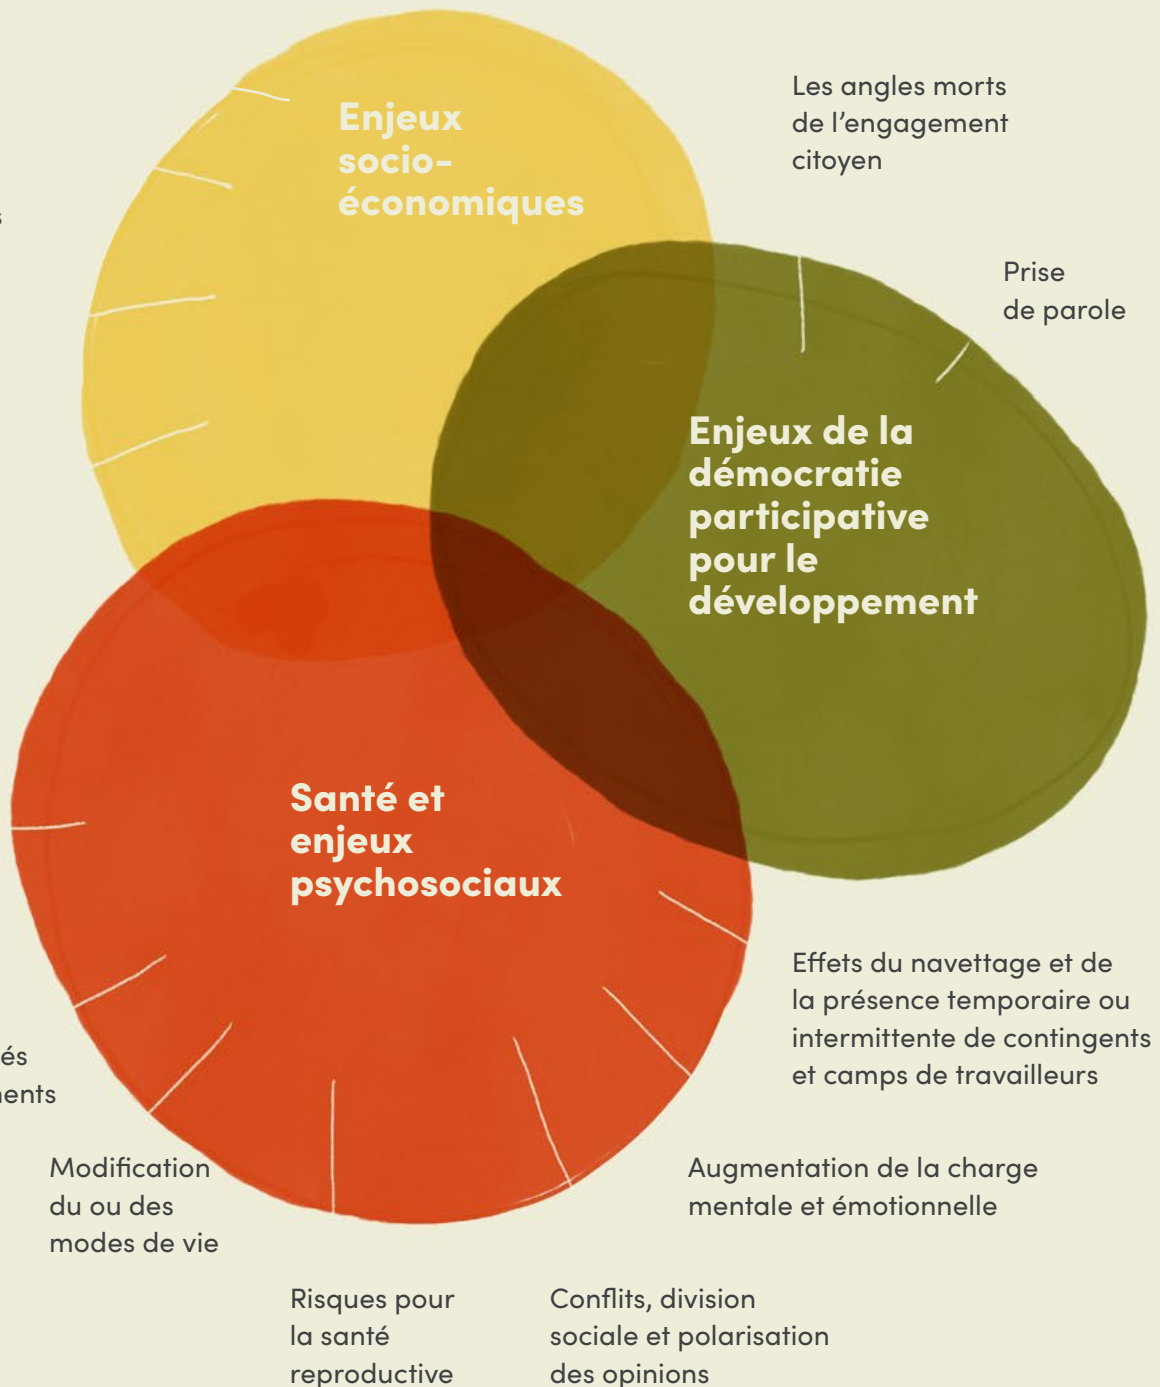 Enjeux
socio-
économiques
Les angles morts
de l'engagement
citoyen
Prise
de parole
Enjeux de la
démocratie
participative
pour le
développement
Santé et
enjeux
psychosociaux
Effets du navettage et de
la présence temporaire ou
intermittente de contingents
et camps de travailleurs
Modification
du ou des
modes de vie
Augmentation de la charge
mentale et émotionnelle
Risques pour
la santé
reproductive
Conflits, division
sociale et polarisation
des opinions